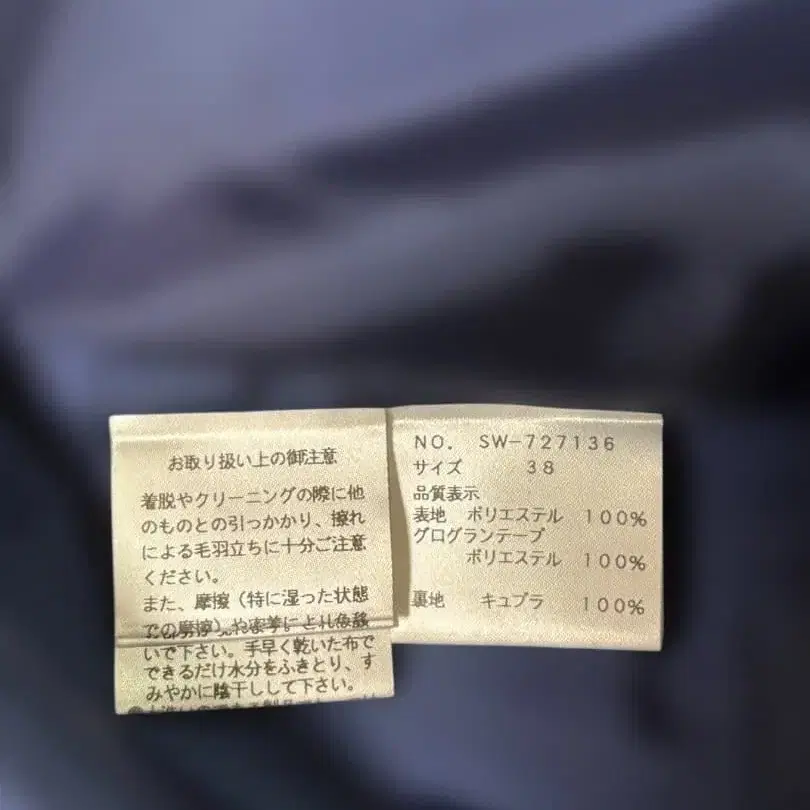 お取り扱い上の御注意
着脱やクリーニングの際に他
のものとの引っかかり、擦れ
による毛羽立ちに十分ご注意
ください。
また、摩擦（特に湿った状態
での摩擦）や
いで下さい。手早く乾いた布で
できるだけ水分をふきとり、す
みやかに陰干しして下さい。
NO. SW-727136
サイズ 38
品質表示
表地 ポリエステル 100%
グログランテープ
ポリエステル 100%
裏地 キュプラ 100%